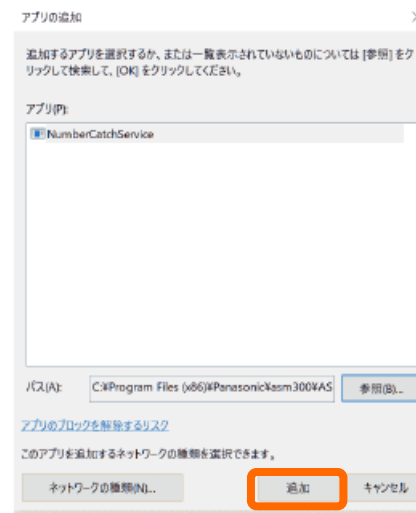 アプリの追加
追加するアプリを選択するか、または一覧表示されていないものについては [参照] をク
リックして検索して、[OK] をクリックしてください。
アプリ(P):
NumberCatchService
パス(A):
C:¥Program Files (x86)¥Panasonic¥asm300¥AS
参照(B)...
アプリのブロックを解除するリスク
このアプリを追加するネットワークの種類を選択できます。
ネットワークの種類(N)...
追加
キャンセル